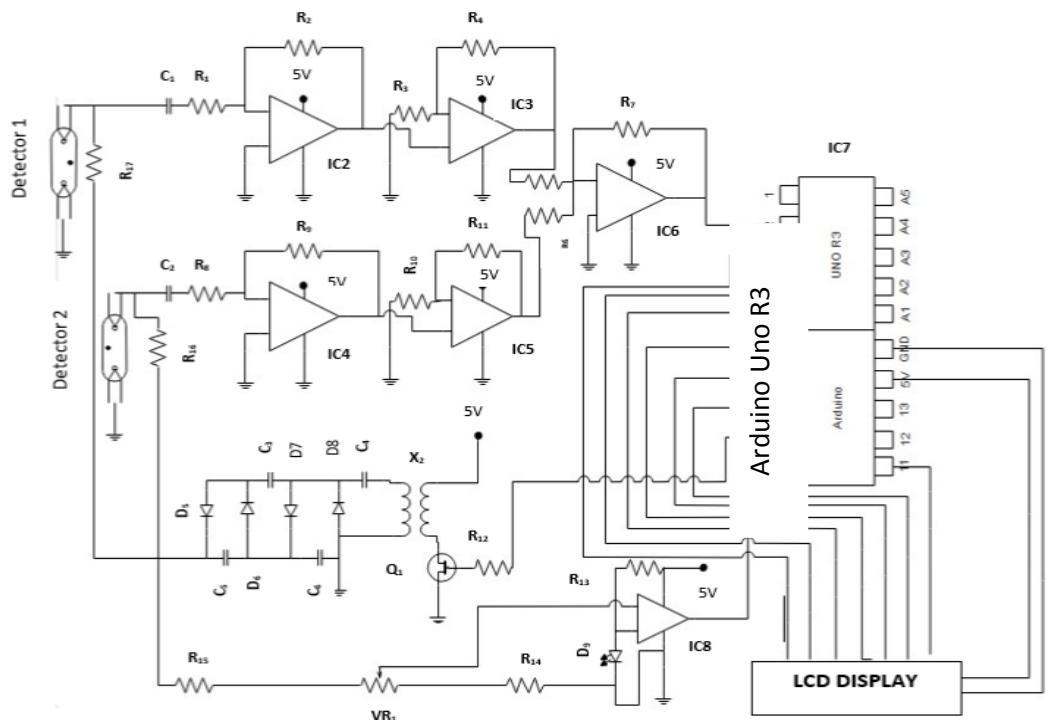 R2
R4
5V
5V
C1
R1
R3
IC3
R7
Detector 1
R17
IC2
5V
IC7
1
A5
A4
A3
A2
A1
GND
5V
13
12
11
UNO R3
Arduino
IC6
R6
R9
R11
C2
R8
5V
R10
5V
Detector 2
R16
IC4
IC5
Arduino Uno R3
5V
C3
D7
D8
C4
X2
D5
R12
Q1
C5
D6
C6
R13
5V
D9
IC8
R15
R14
VR1
LCD DISPLAY